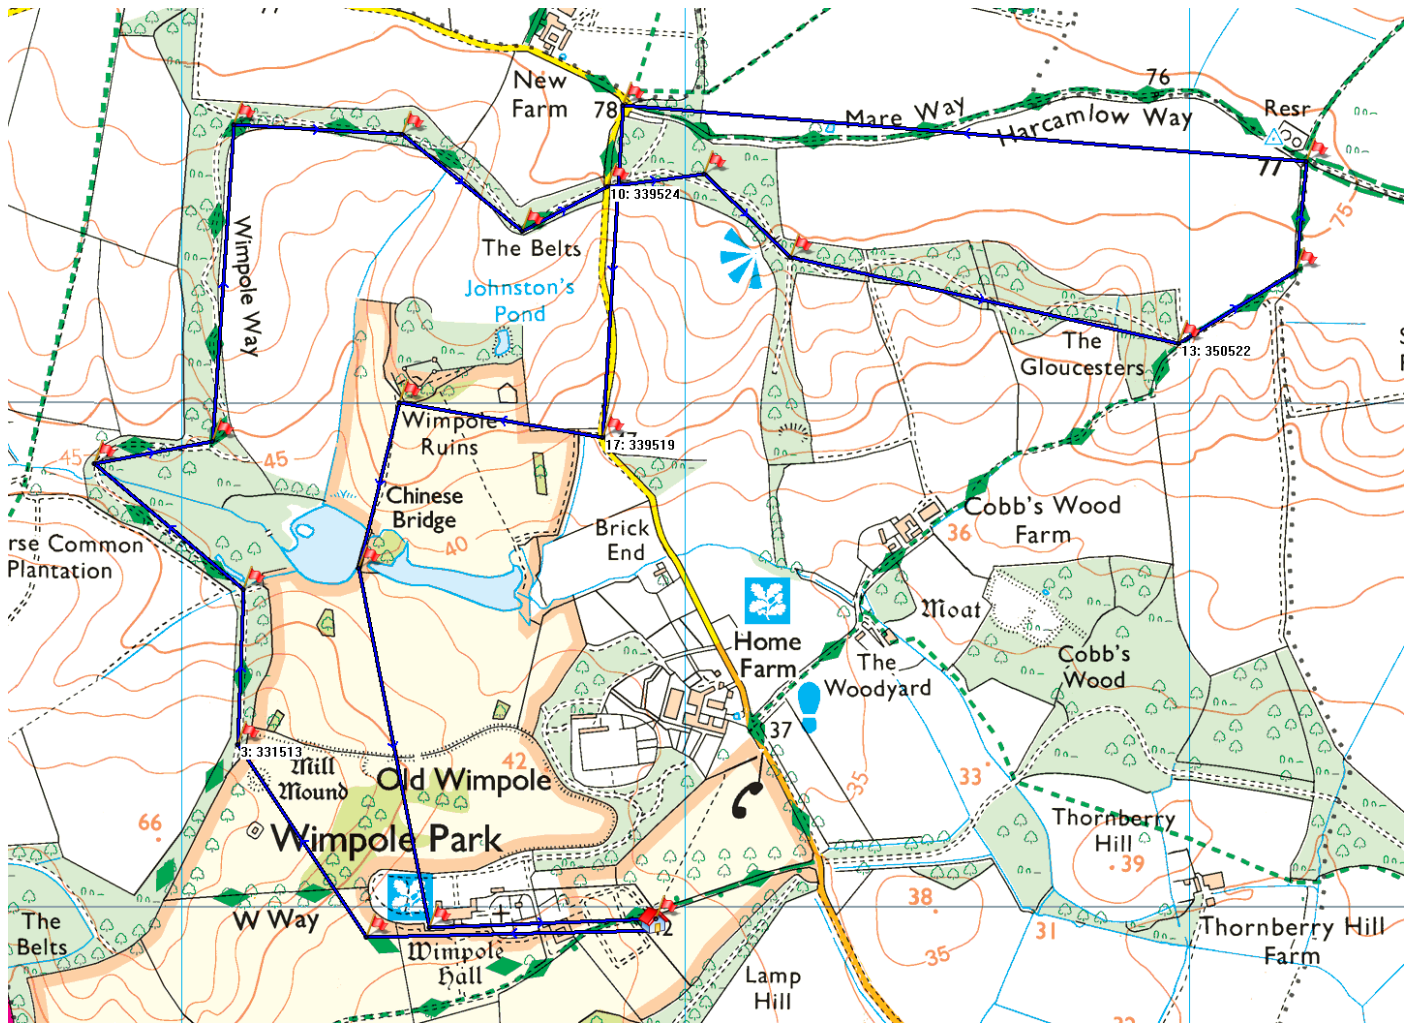 New
Farm
78
Mare Way
76
Harcamlow Way
Resr
77
75
10: 339524
The Belts
Johnston's
Pond
Wimpole Way
The
Gloucesters
13: 350522
Wimpole
Ruins
17: 339519
45
45
Chinese
Bridge
40
Brick
End
Cobb's Wood
Farm
36
rse Common
Plantation
Moat
Home
Farm
The
Woodyard
Cobb's
Wood
37
3: 331513
Mill
Mound
Old Wimpole
42
35
33
66
Wimpole Park
Thornberry
Hill
39
38
The
Belts
W Way
Wimpole
Hall
2
31
35
Thornberry Hill
Farm
Lamp
Hill